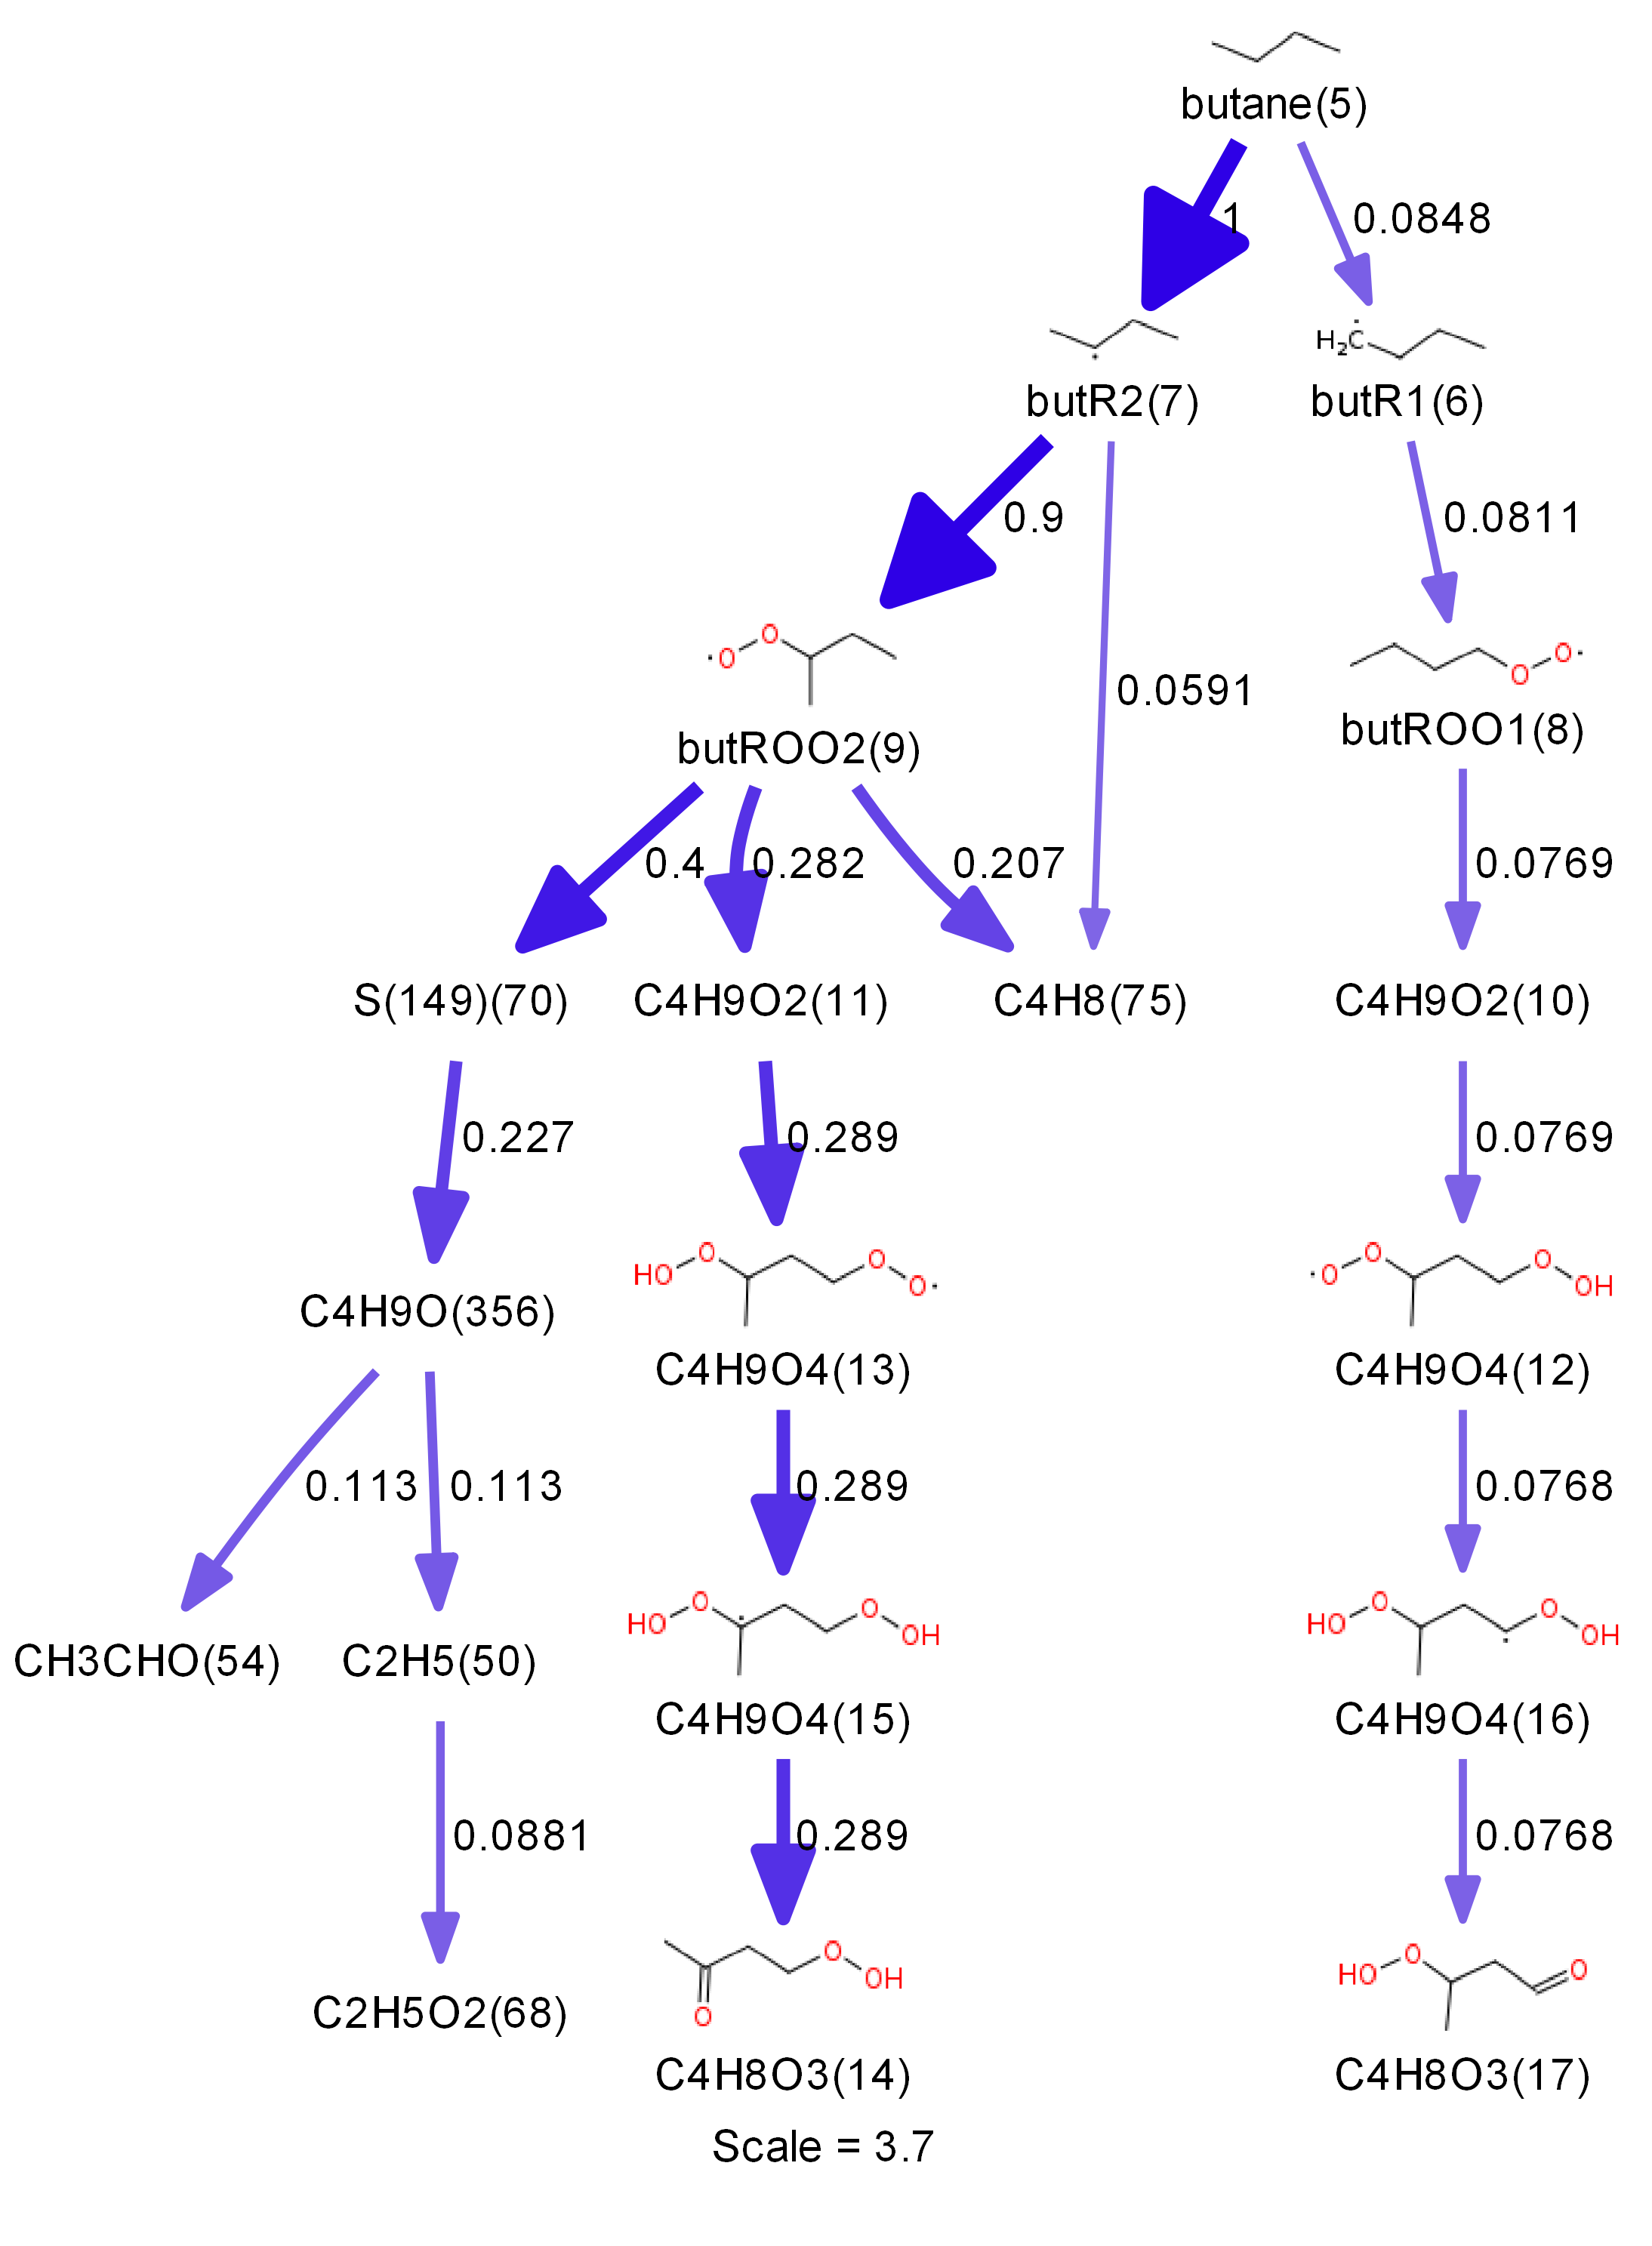 butane(5)
1
0.0848
butR2(7)
H2C
butR1(6)
0.9
0.0811
O
O
O
O
butROO2(9)
0.0591
butROO1(8)
0.4
0.282
0.207
0.0769
S(149)(70)
C4H9O2(11)
C4H8(75)
C4H9O2(10)
0.227
0.289
0.0769
HO
O
O
O
O
O
O
OH
C4H9O(356)
C4H9O4(13)
C4H9O4(12)
0.113
0.113
0.289
0.0768
HO
O
O
OH
HO
O
O
OH
CH3CHO(54)
C2H5(50)
C4H9O4(15)
C4H9O4(16)
0.0881
0.289
0.0768
O
OH
O
HO
O
O
C2H5O2(68)
C4H8O3(14)
C4H8O3(17)
Scale = 3.7